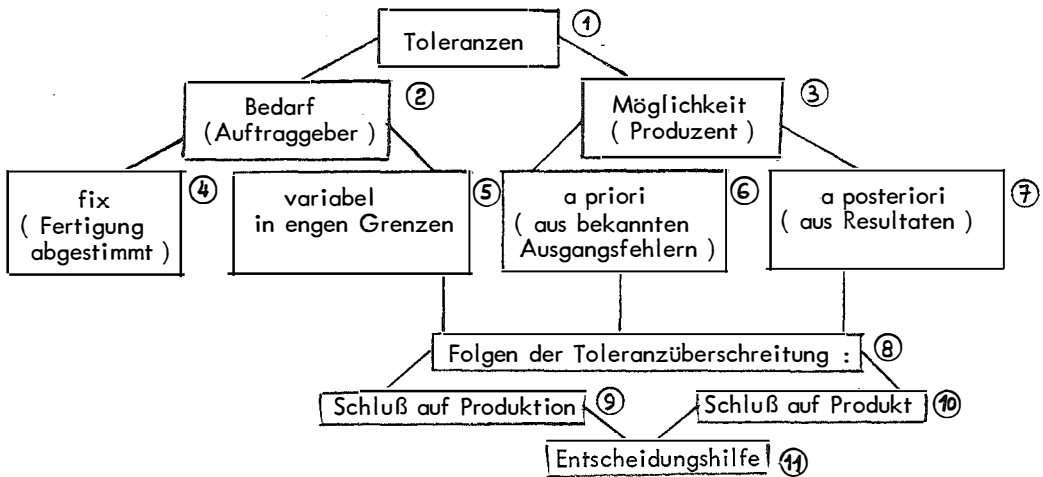 Toleranzen ①
Bedarf ②
( Auftraggeber )
Möglichkeit ③
( Produzent )
fix ④
( Fertigung
abgestimmt )
variabel ⑤
in engen Grenzen
a priori ⑥
( aus bekannten
Ausgangsfehlern )
a posteriori ⑦
( aus Resultaten )
Folgen der Toleranzüberschreitung : ⑧
Schluß auf Produktion ⑨
Schluß auf Produkt ⑩
Entscheidungshilfe ⑪